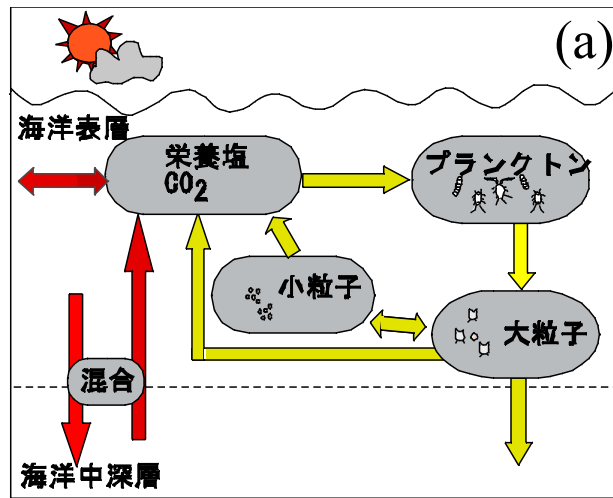 (a)
海洋表層
栄養塩
CO2
プランクトン
小粒子
大粒子
混合
海洋中深層